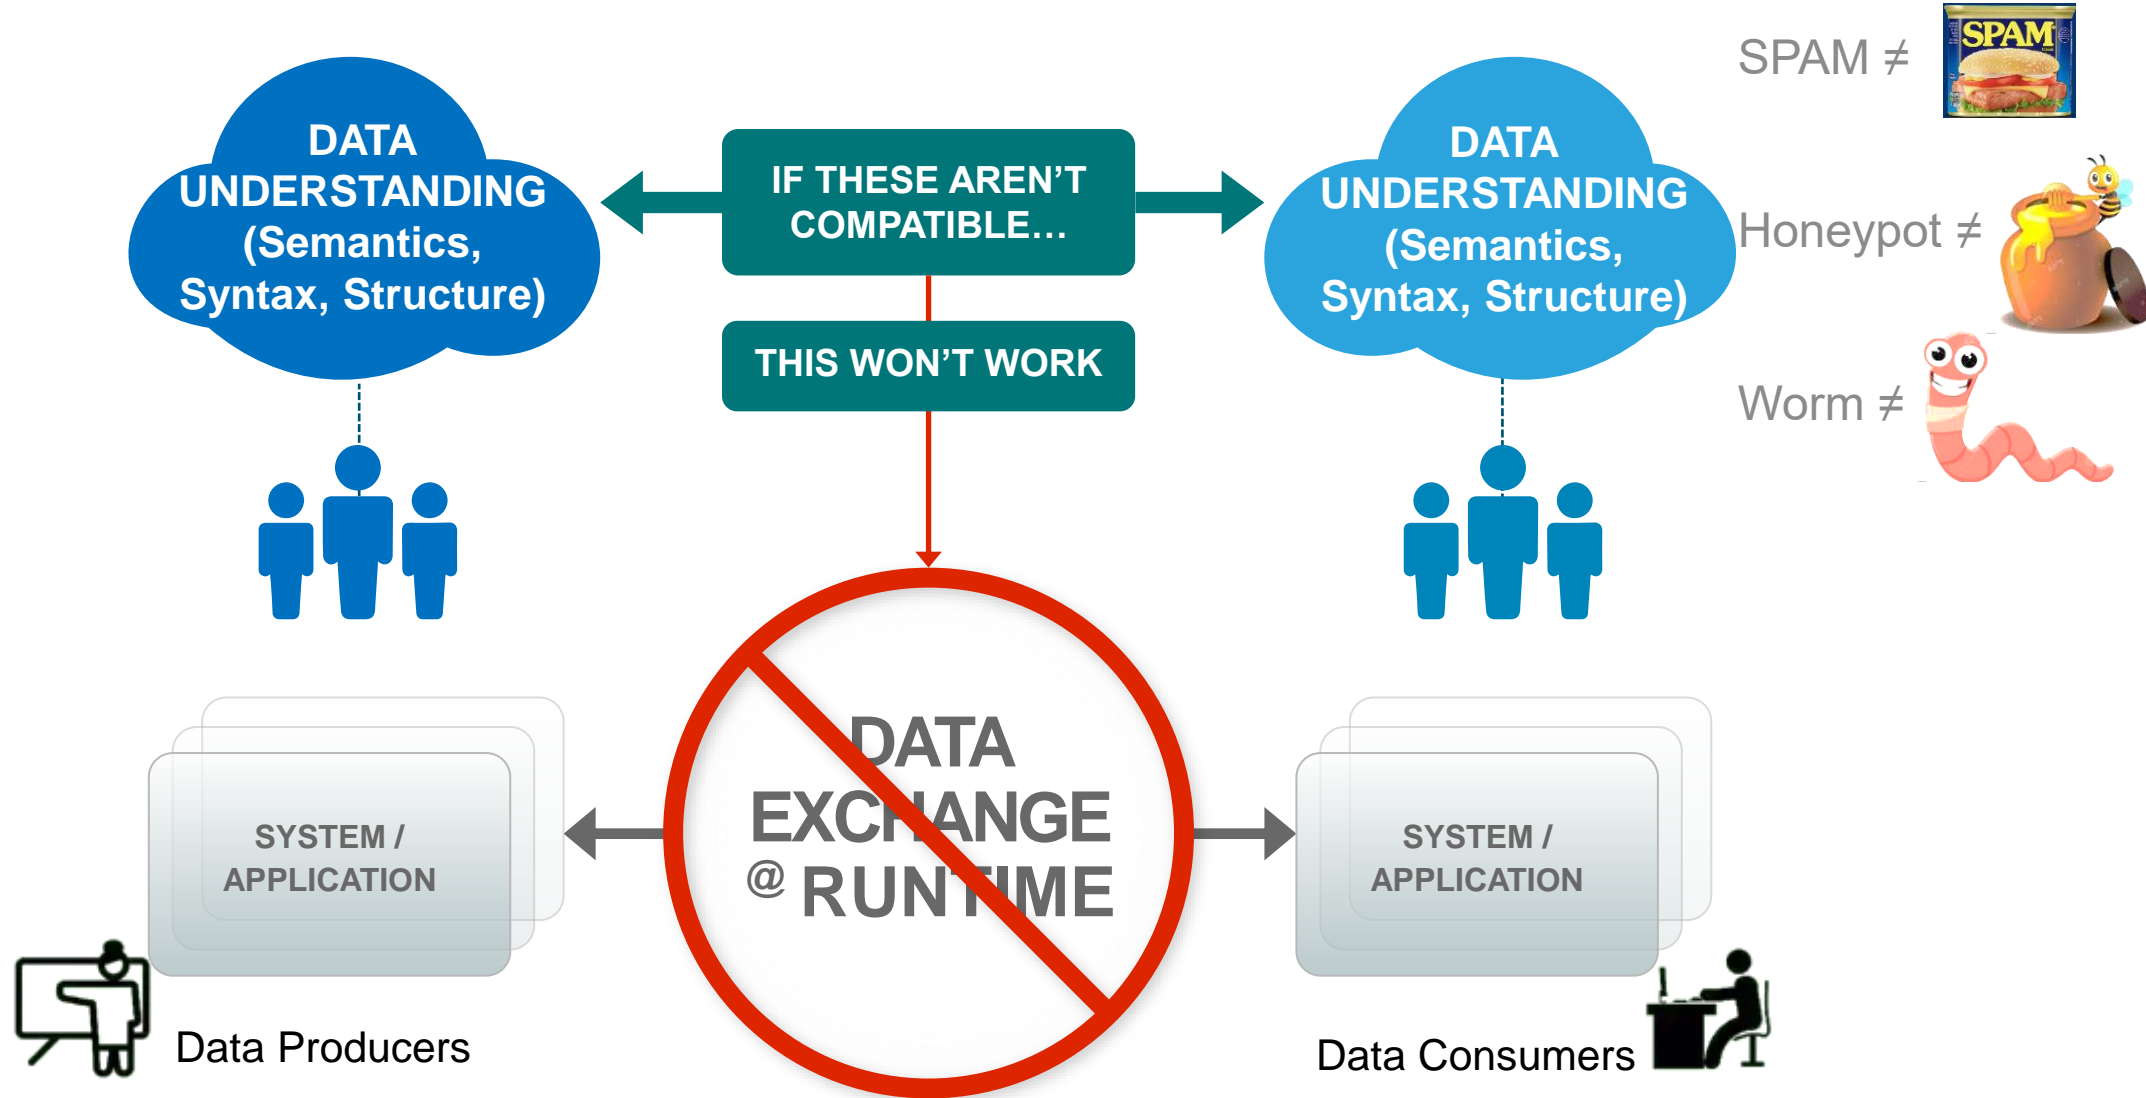 DATA
UNDERSTANDING
(Semantics,
Syntax, Structure)
IF THESE AREN’T
COMPATIBLE…
THIS WON’T WORK
DATA
UNDERSTANDING
(Semantics,
Syntax, Structure)
SPAM ≠
SPAM
Honeypot ≠
Worm ≠
DATA
EXCHANGE
@ RUNTIME
SYSTEM /
APPLICATION
SYSTEM /
APPLICATION
Data Producers
Data Consumers